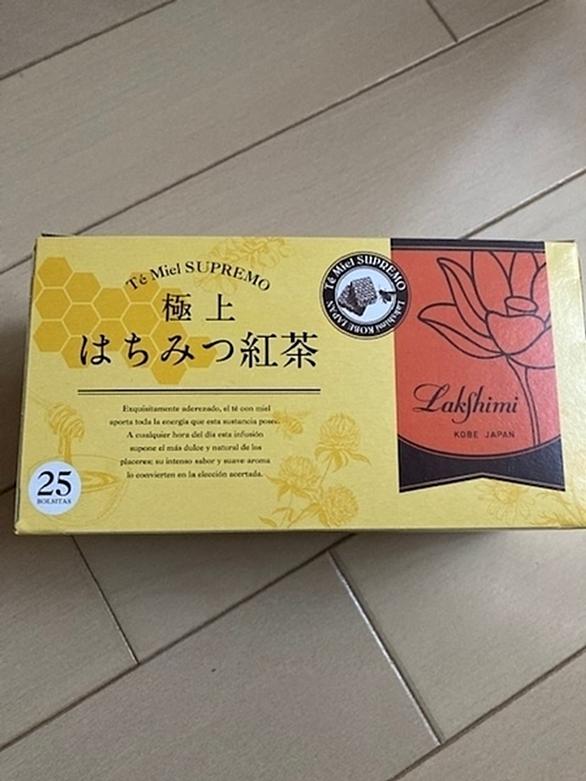 Té Miel SUPREMO
極上
はちみつ紅茶
Exquisitamente aderezado, el té con miel
aporta toda la energía que esta sustancia posee.
A cualquier hora del día esta infusión
supone el más dulce y natural de los
placeres; su intenso sabor y suave aroma
lo convierten en la elección acertada.
25
BOLSITAS
Té Miel SUPREMO
Lakshimi KOBE JAPAN
Lakshimi
KOBE JAPAN